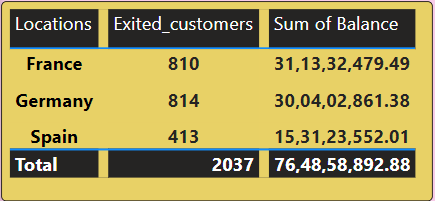 Locations Exited_customers Sum of Balance
France 810 31,13,32,479.49
Germany 814 30,04,02,861.38
Spain 413 15,31,23,552.01
Total 2037 76,48,58,892.88